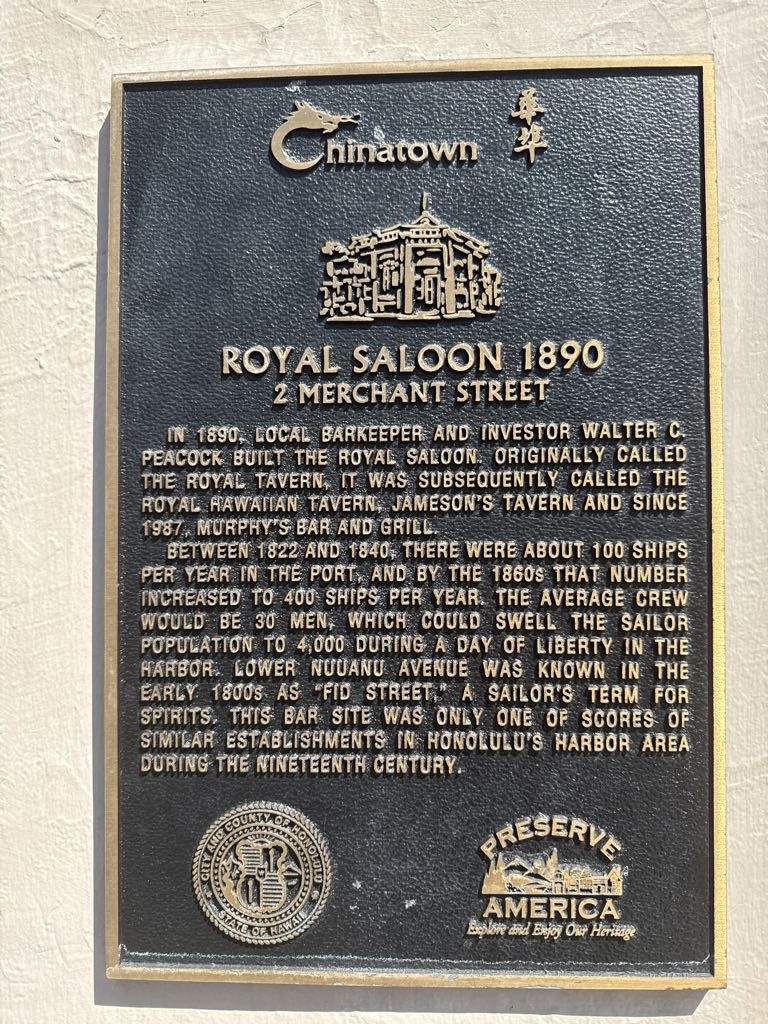 Chinatown
華埠
ROYAL SALOON 1890
2 MERCHANT STREET
IN 1890, LOCAL BARKEEPER AND INVESTOR WALTER C.
PEACOCK BUILT THE ROYAL SALOON. ORIGINALLY CALLED
THE ROYAL TAVERN, IT WAS SUBSEQUENTLY CALLED THE
ROYAL HAWAIIAN TAVERN, JAMESON'S TAVERN AND SINCE
1987, MURPHY'S BAR AND GRILL.
BETWEEN 1822 AND 1840, THERE WERE ABOUT 100 SHIPS
PER YEAR IN THE PORT, AND BY THE 1860s THAT NUMBER
INCREASED TO 400 SHIPS PER YEAR. THE AVERAGE CREW
WOULD BE 30 MEN, WHICH COULD SWELL THE SAILOR
POPULATION TO 4,000 DURING A DAY OF LIBERTY IN THE
HARBOR. LOWER NUUANU AVENUE WAS KNOWN IN THE
EARLY 1800s AS "FID STREET," A SAILOR'S TERM FOR
SPIRITS. THIS BAR SITE WAS ONLY ONE OF SCORES OF
SIMILAR ESTABLISHMENTS IN HONOLULU'S HARBOR AREA
DURING THE NINETEENTH CENTURY.
CITY AND COUNTY OF HONOLULU
STATE OF HAWAII
PRESERVE
AMERICA
Explore and Enjoy Our Heritage